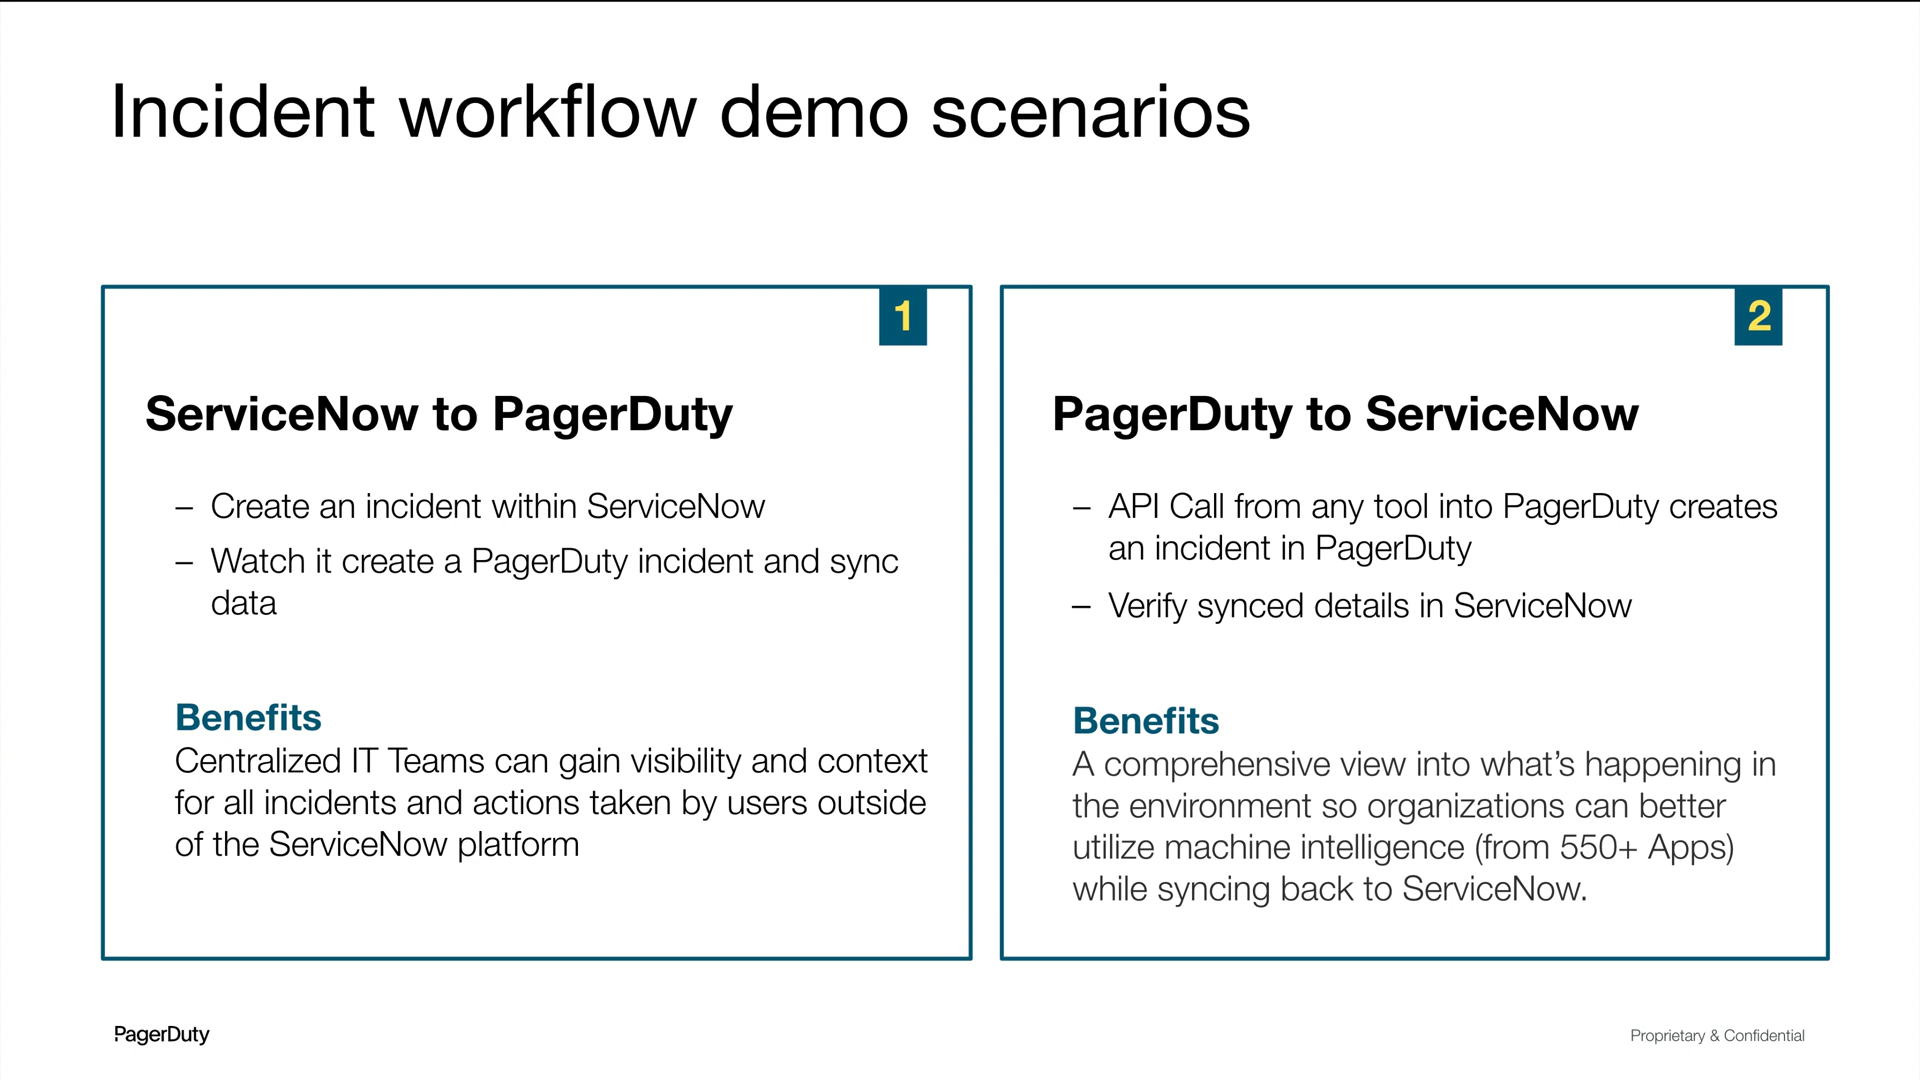 Incident workflow demo scenarios
1
ServiceNow to PagerDuty
– Create an incident within ServiceNow
– Watch it create a PagerDuty incident and sync
data
Benefits
Centralized IT Teams can gain visibility and context
for all incidents and actions taken by users outside
of the ServiceNow platform
2
PagerDuty to ServiceNow
– API Call from any tool into PagerDuty creates
an incident in PagerDuty
– Verify synced details in ServiceNow
Benefits
A comprehensive view into what’s happening in
the environment so organizations can better
utilize machine intelligence (from 550+ Apps)
while syncing back to ServiceNow.
PagerDuty
Proprietary & Confidential